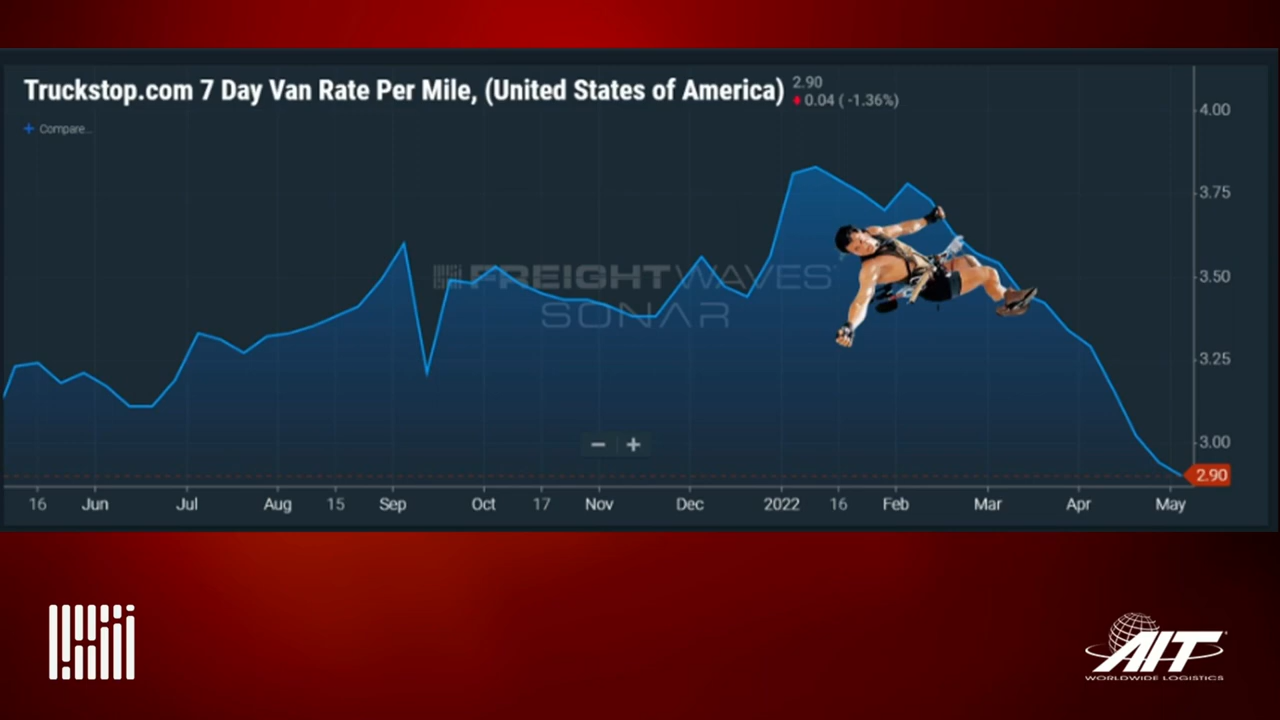 Truckstop.com 7 Day Van Rate Per Mile, (United States of America)
2.90
0.04 ( -1.36%)
+ Compare...
4.00
3.75
3.50
3.25
3.00
2.90
FREIGHTWAVES
SONAR
− +
16 Jun Jul Aug 15 Sep Oct 17 Nov Dec 2022 16 Feb Mar Apr May
AIT
WORLDWIDE LOGISTICS